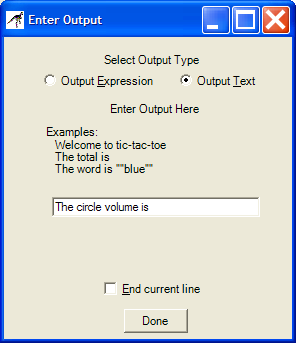 Enter Output
Select Output Type
Output Expression Output Text
Enter Output Here
Examples:
Welcome to tic-tac-toe
The total is
The word is ""blue""
The circle volume is
End current line
Done